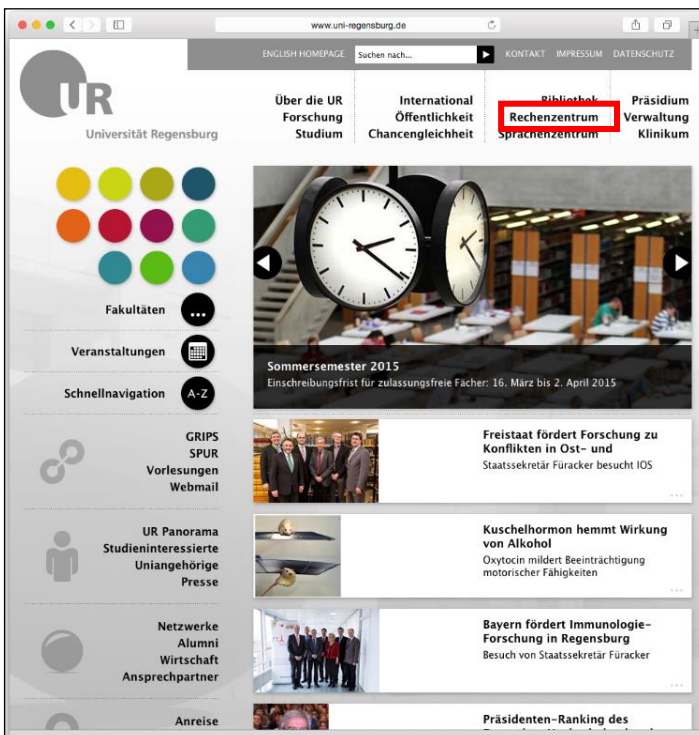 www.uni-regensburg.de
ENGLISH HOMEPAGE
Suchen nach...
KONTAKT IMPRESSUM DATENSCHUTZ
UR
Universität Regensburg
Über die UR
Forschung
Studium
International
Öffentlichkeit
Chancengleichheit
Bibliothek
Rechenzentrum
Sprachenzentrum
Präsidium
Verwaltung
Klinikum
Fakultäten
...
Veranstaltungen
Schnellnavigation
A-Z
Sommersemester 2015
Einschreibungsfrist für zulassungsfreie Fächer: 16. März bis 2. April 2015
GRIPS
SPUR
Vorlesungen
Webmail
UR Panorama
Studieninteressierte
Uniangehörige
Presse
Netzwerke
Alumni
Wirtschaft
Ansprechpartner
Anreise
Freistaat fördert Forschung zu
Konflikten in Ost- und
Staatssekretär Füracker besucht IOS
...
Kuschelhormon hemmt Wirkung
von Alkohol
Oxytocin mildert Beeinträchtigung
motorischer Fähigkeiten
...
Bayern fördert Immunologie-
Forschung in Regensburg
Besuch von Staatssekretär Füracker
...
Präsidenten-Ranking des